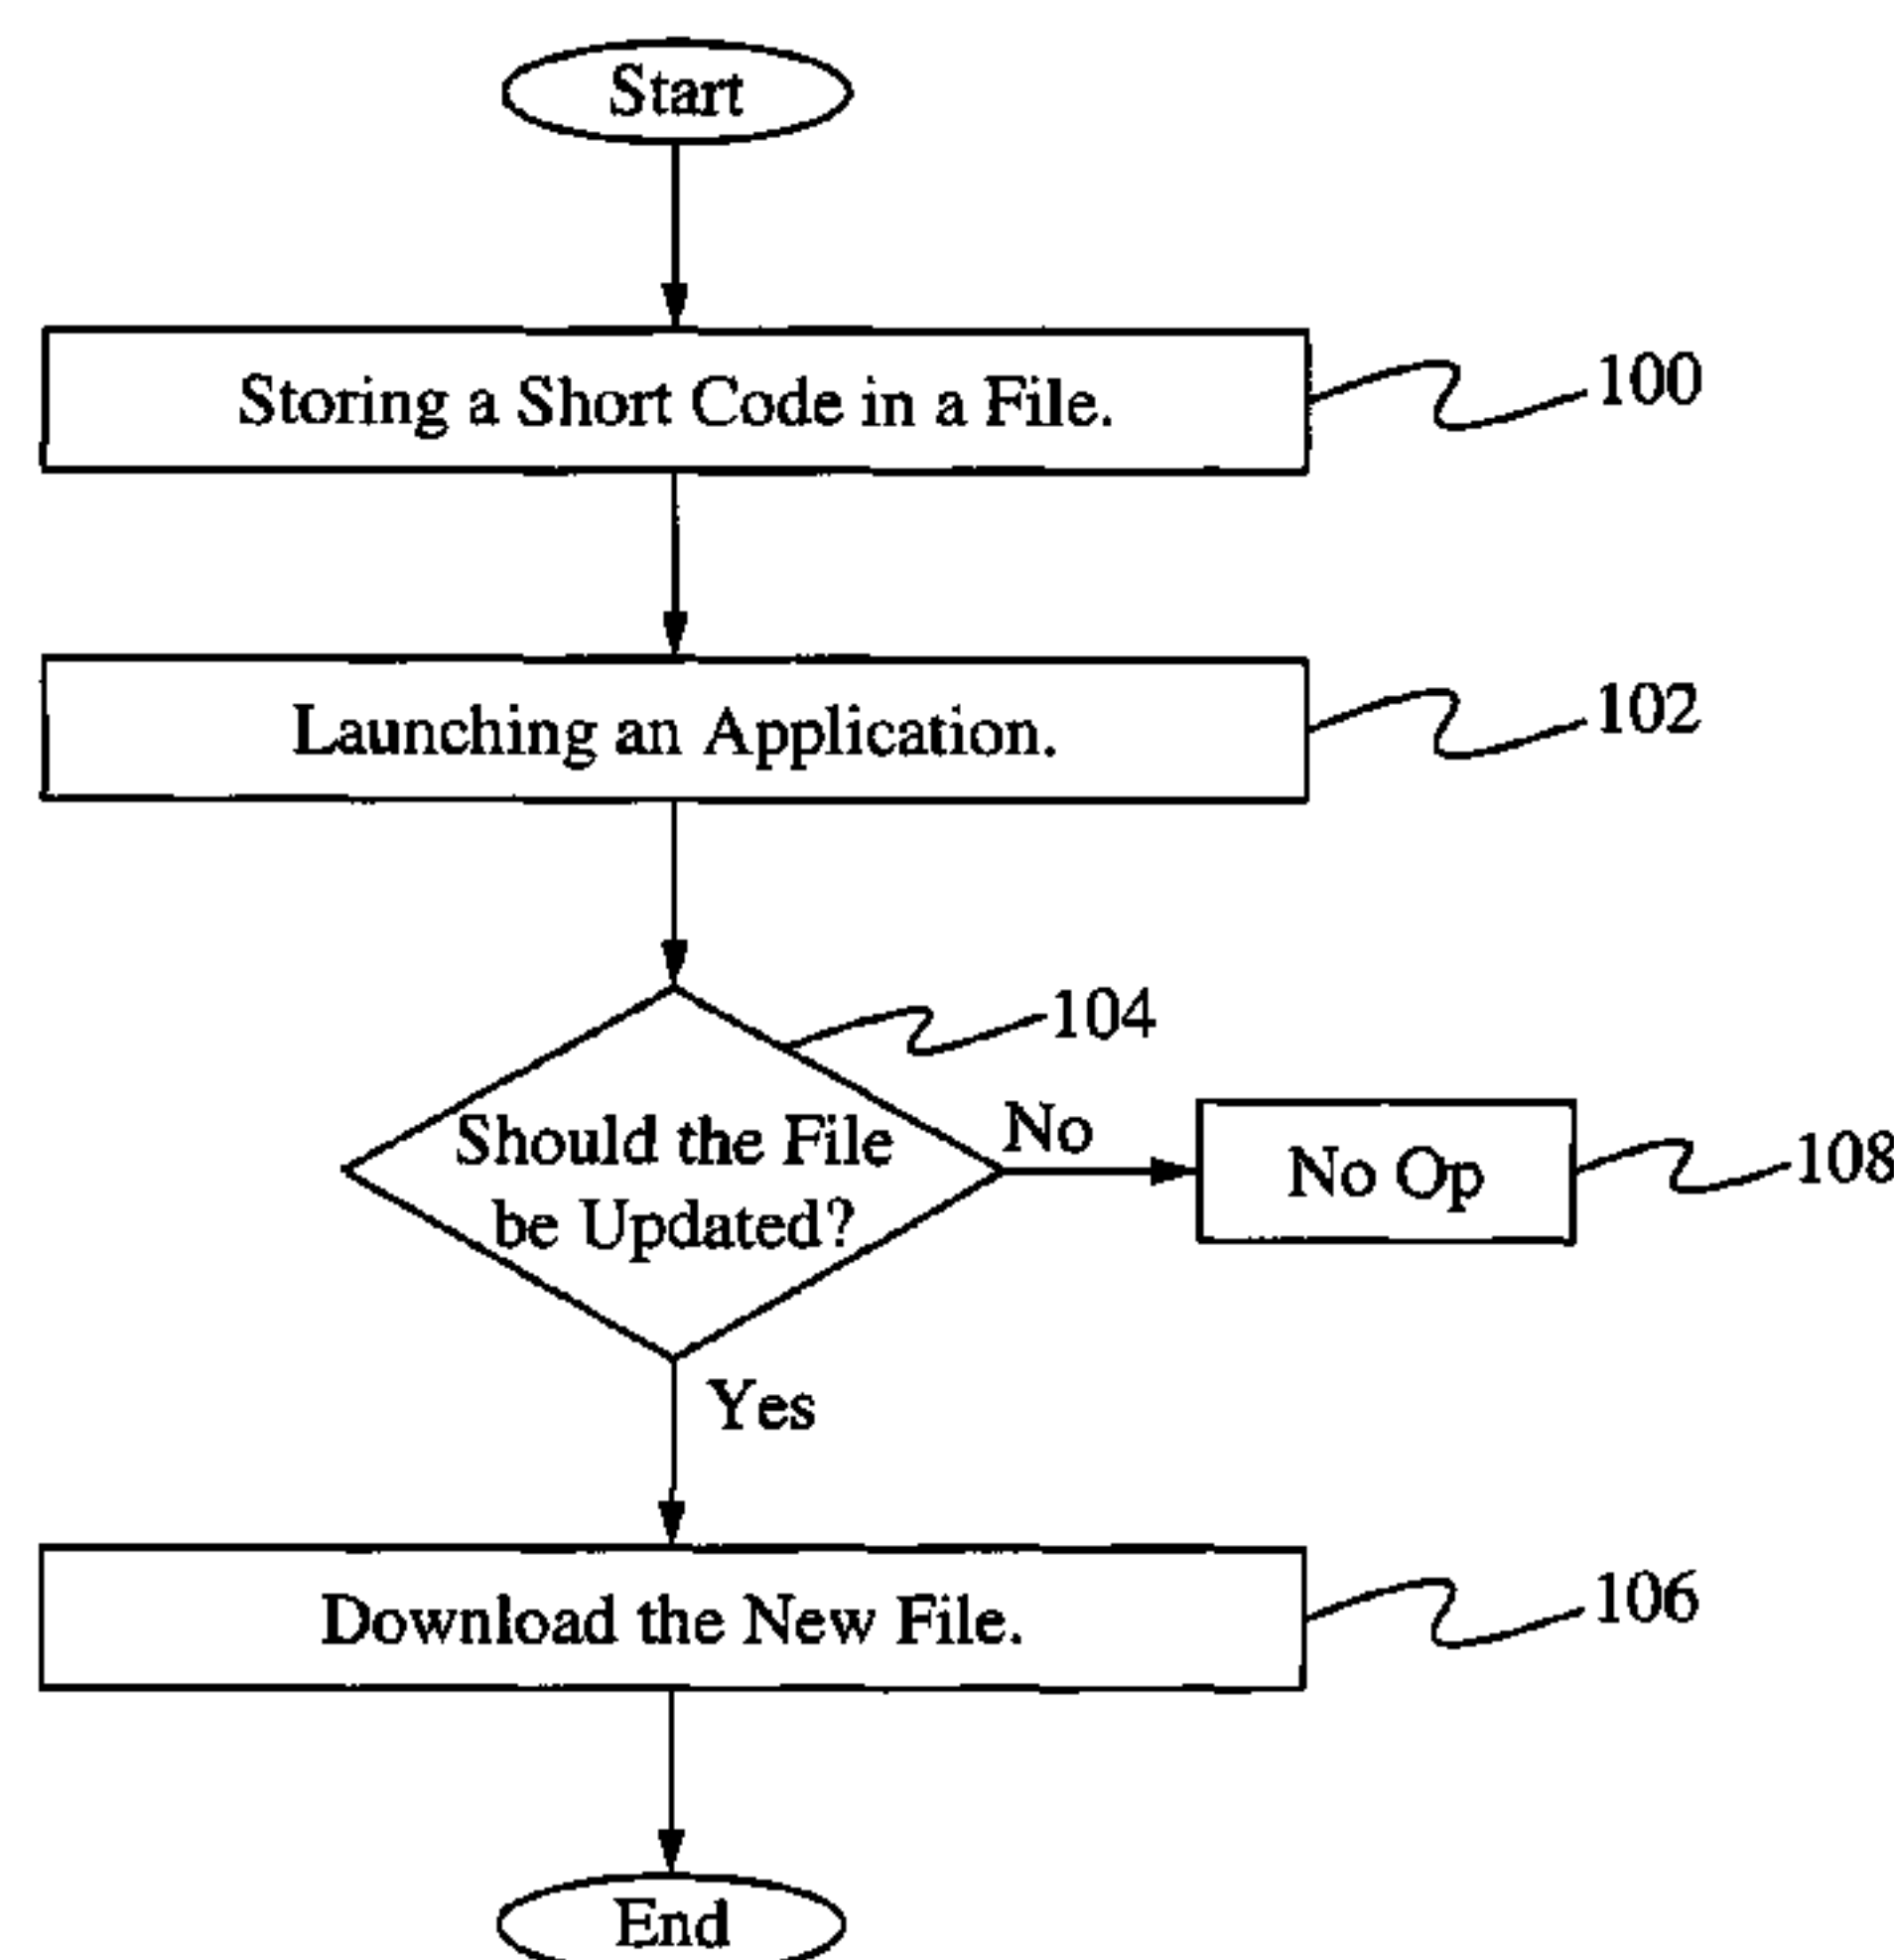 Start
Storing a Short Code in a File.
100
Launching an Application.
102
104
Should the File
be Updated?
No
No Op
108
Yes
Download the New File.
106
End